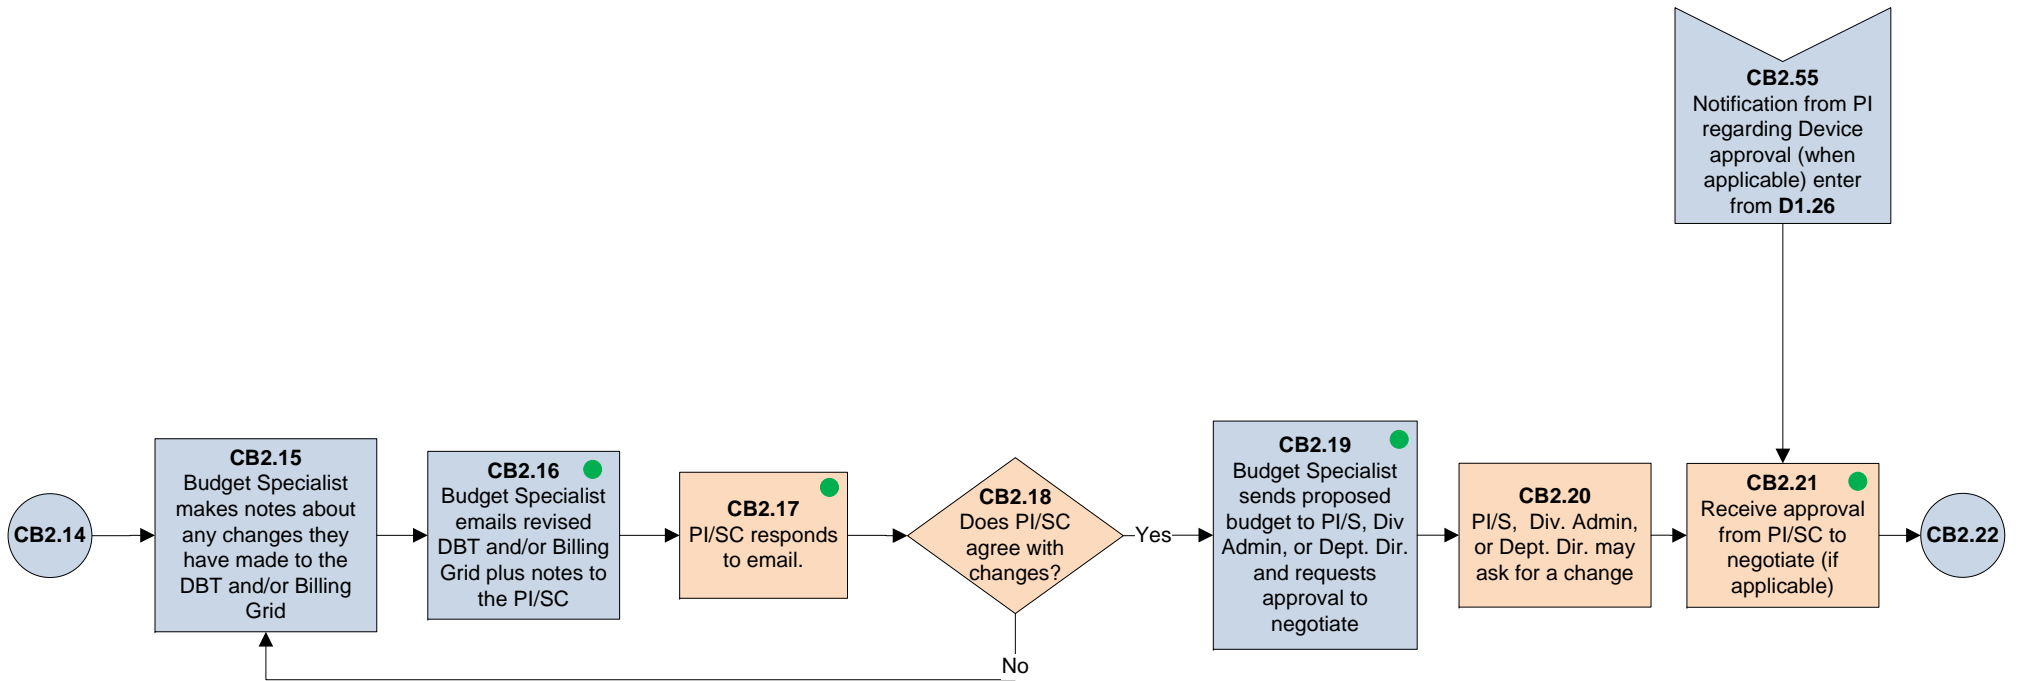 CB2.55
Notification from PI
regarding Device
approval (when
applicable) enter
from D1.26
CB2.14
CB2.15
Budget Specialist
makes notes about
any changes they
have made to the
DBT and/or Billing
Grid
CB2.16
Budget Specialist
emails revised
DBT and/or Billing
Grid plus notes to
the PI/SC
CB2.17
PI/SC responds
to email.
CB2.18
Does PI/SC
agree with
changes?
Yes
No
CB2.19
Budget Specialist
sends proposed
budget to PI/S, Div
Admin, or Dept. Dir.
and requests
approval to
negotiate
CB2.20
PI/S, Div. Admin,
or Dept. Dir. may
ask for a change
CB2.21
Receive approval
from PI/SC to
negotiate (if
applicable)
CB2.22